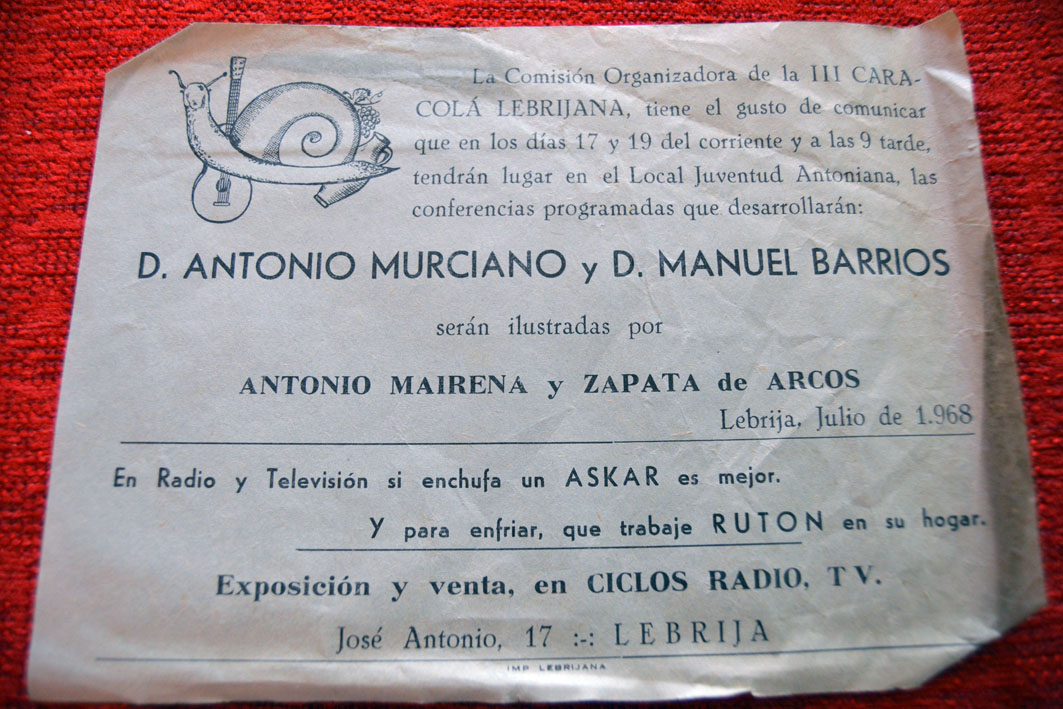 La Comisión Organizadora de la III CARA-
COLÁ LEBRIJANA, tiene el gusto de comunicar
que en los días 17 y 19 del corriente y a las 9 tarde,
tendrán lugar en el Local Juventud Antoniana, las
conferencias programadas que desarrollarán:
D. ANTONIO MURCIANO y D. MANUEL BARRIOS
serán ilustradas por
ANTONIO MAIRENA y ZAPATA de ARCOS
Lebrija, Julio de 1.968
En Radio y Televisión si enchufa un ASKAR es mejor.
Y para enfriar, que trabaje RUTON en su hogar.
Exposición y venta, en CICLOS RADIO, TV.
José Antonio, 17 :-: LEBRIJA
IMP LEBRIJANA